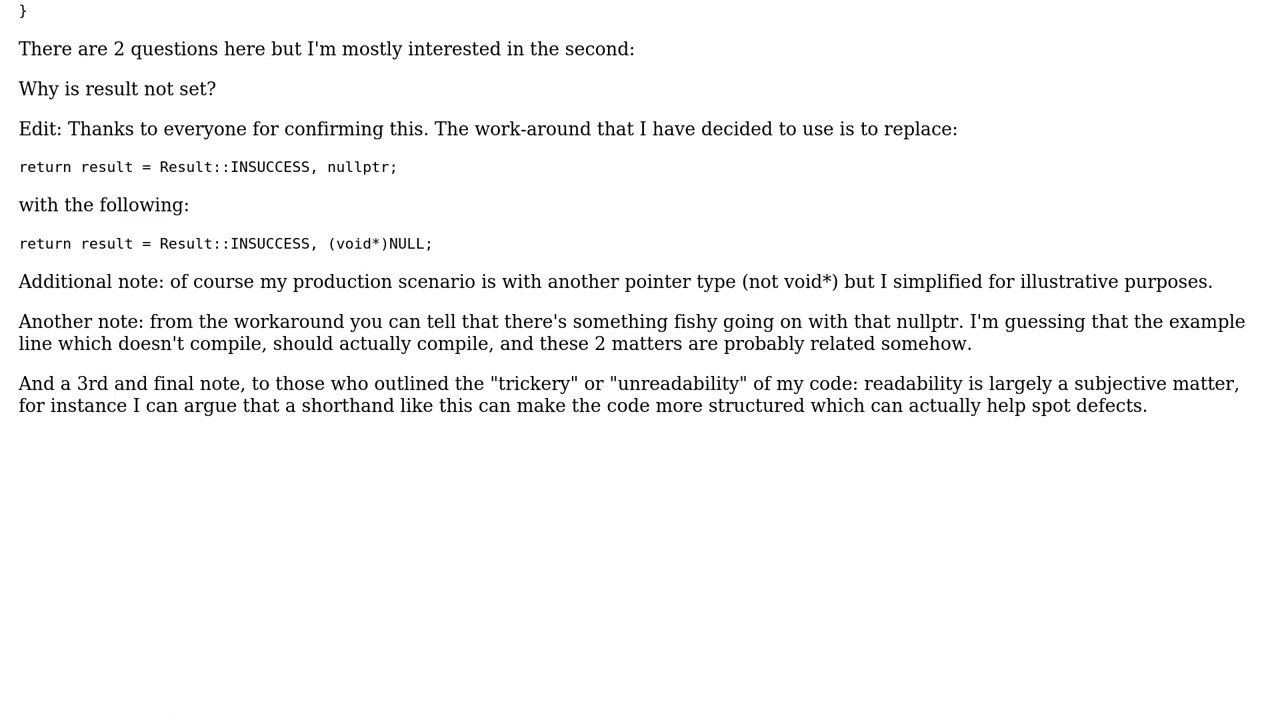 }
There are 2 questions here but I'm mostly interested in the second:
Why is result not set?
Edit: Thanks to everyone for confirming this. The work-around that I have decided to use is to replace:
return result = Result::INSUCCESS, nullptr;
with the following:
return result = Result::INSUCCESS, (void*)NULL;
Additional note: of course my production scenario is with another pointer type (not void*) but I simplified for illustrative purposes.
Another note: from the workaround you can tell that there's something fishy going on with that nullptr. I'm guessing that the example
line which doesn't compile, should actually compile, and these 2 matters are probably related somehow.
And a 3rd and final note, to those who outlined the "trickery" or "unreadability" of my code: readability is largely a subjective matter,
for instance I can argue that a shorthand like this can make the code more structured which can actually help spot defects.